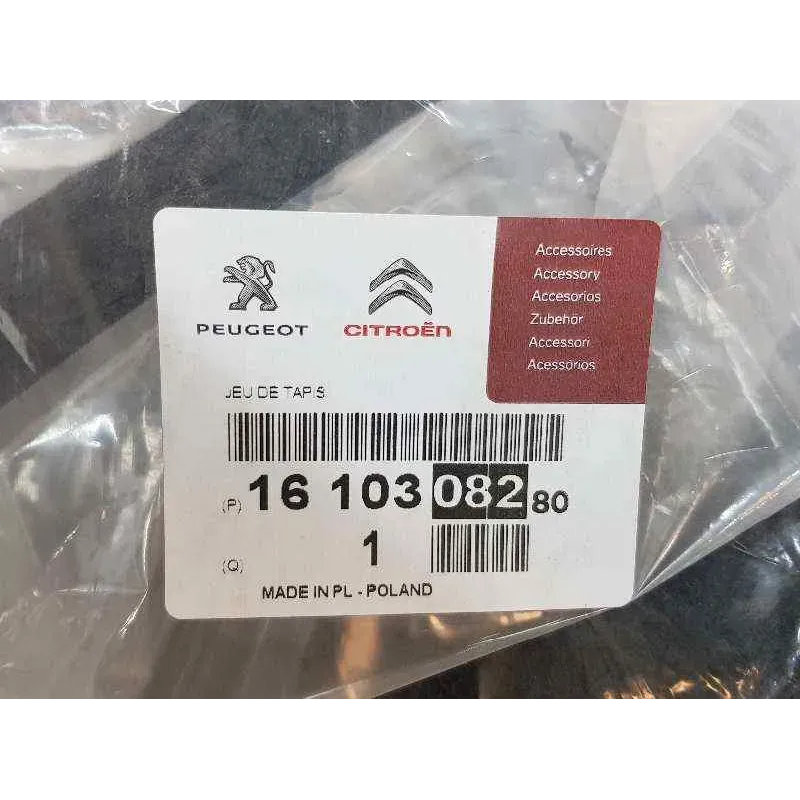 PEUGEOT
CITROËN
Accessoires
Accessory
Accesorios
Zubehör
Accessori
Acessórios
JEU DE TAPIS
(P) 16 103 082 80
(Q) 1
MADE IN PL - POLAND